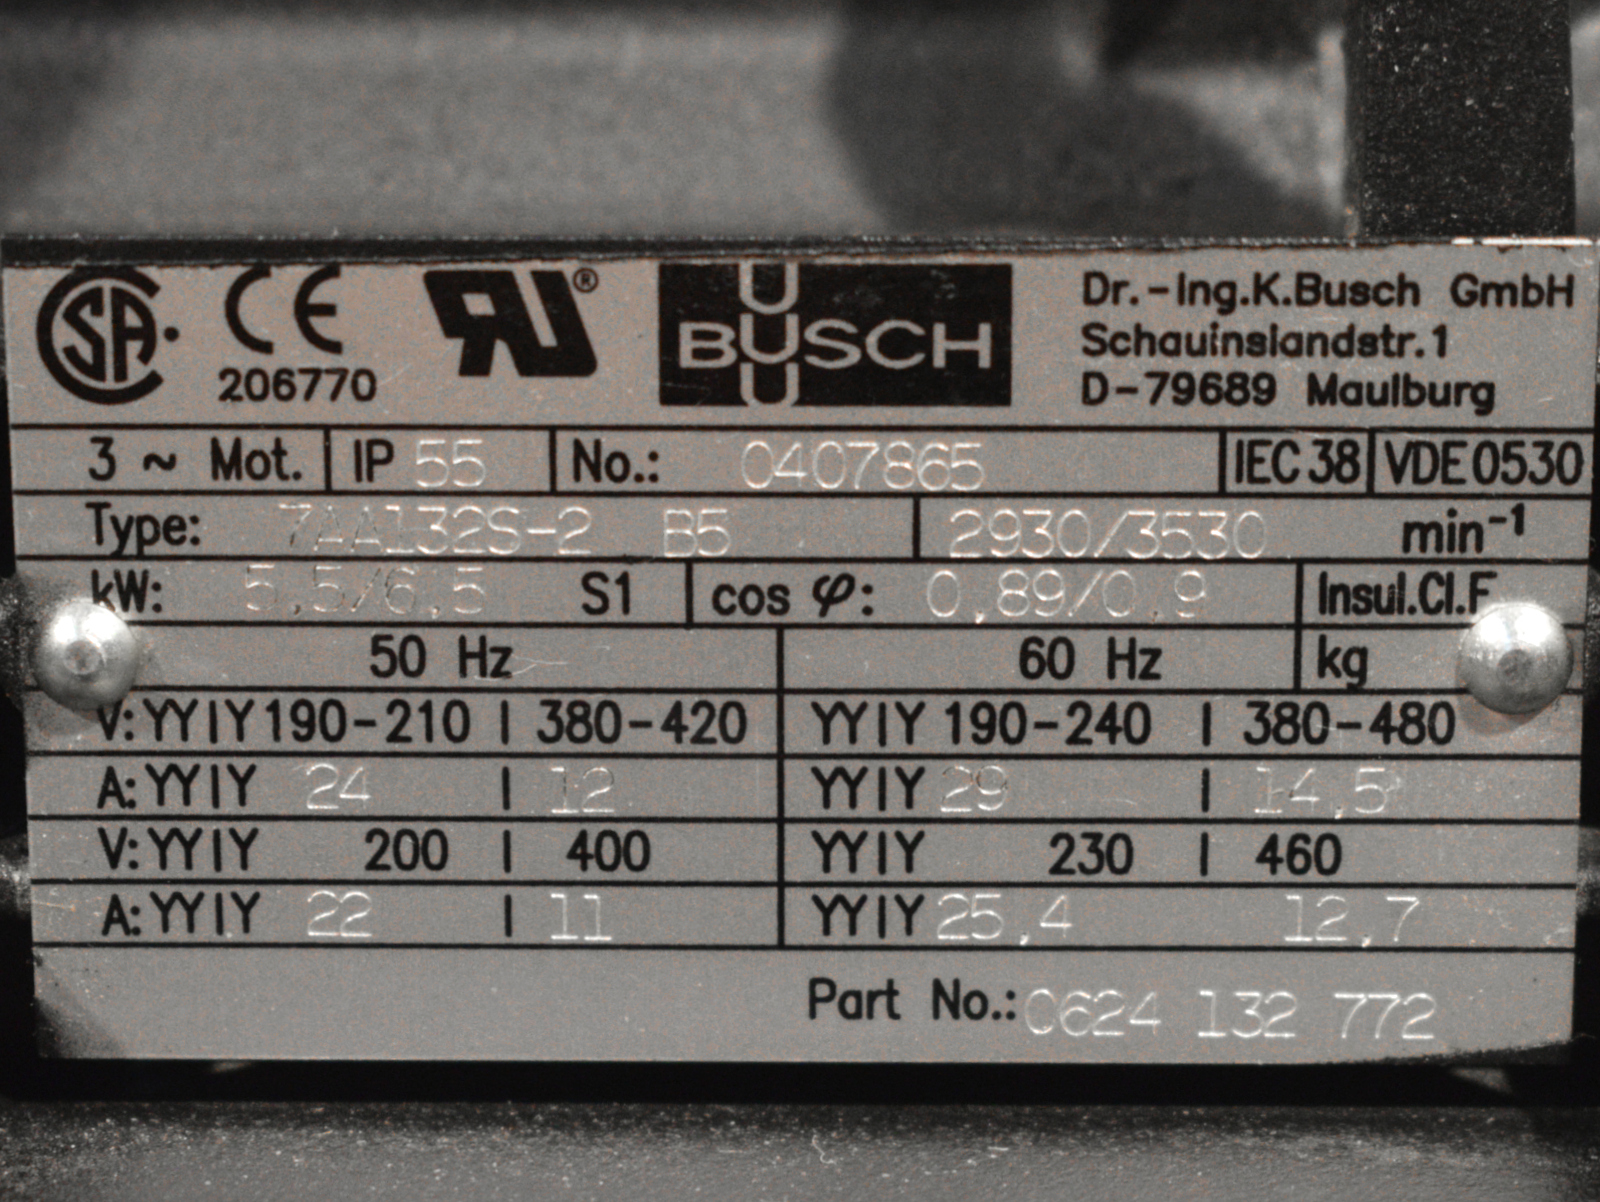 SA CE RU® BUSCH Dr.-Ing.K.Busch GmbH
206770 Schauinslandstr.1
D-79689 Maulburg
3 ~ Mot. IP 55 No.: 0407865 IEC 38 VDE 0530
Type: 7AA132S-2 B5 2930/3530 min-1
kW: 5,5/6,5 S1 cos φ: 0,89/0,9 Insul.Cl.F
50 Hz 60 Hz kg
V: YY|Y 190-210 | 380-420 YY|Y 190-240 | 380-480
A: YY|Y 24 | 12 YY|Y 29 | 14,5
V: YY|Y 200 | 400 YY|Y 230 | 460
A: YY|Y 22 | 11 YY|Y 25,4 12,7
Part No.: 0624 132 772